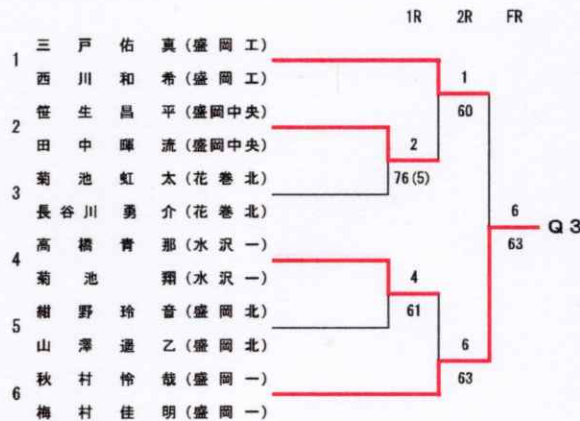 1R 2R FR
三戸佑真(盛岡工)
1
西川和希(盛岡工)
笹生昌平(盛岡中央)
2
田中暉流(盛岡中央)
菊池虹太(花巻北)
3
長谷川勇介(花巻北)
高橋青那(水沢一)
4
菊池翔(水沢一)
紺野玲音(盛岡北)
5
山澤遥乙(盛岡北)
秋村怜哉(盛岡一)
6
梅村佳明(盛岡一)
2
76(5)
4
61
1
60
6
63
6
63
Q3